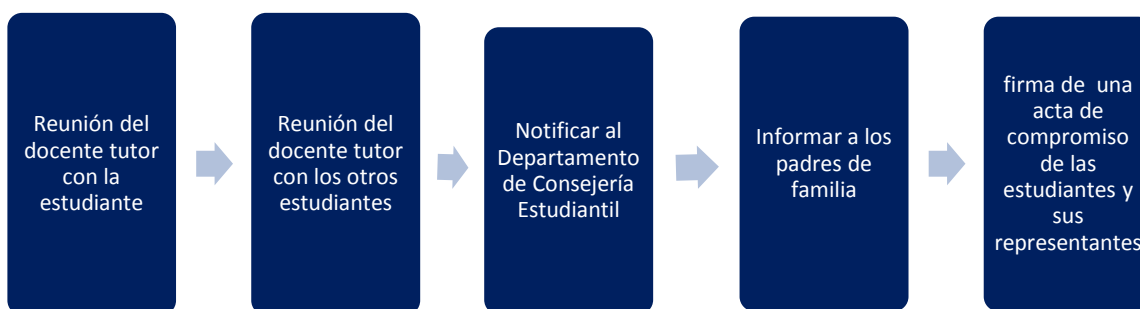 Reunión del
docente tutor
con la
estudiante
Reunión del
docente tutor
con los otros
estudiantes
Notificar al
Departamento
de Consejería
Estudiantil
Informar a los
padres de
familia
firma de una
acta de
compromiso
de las
estudiantes y
sus
representantes